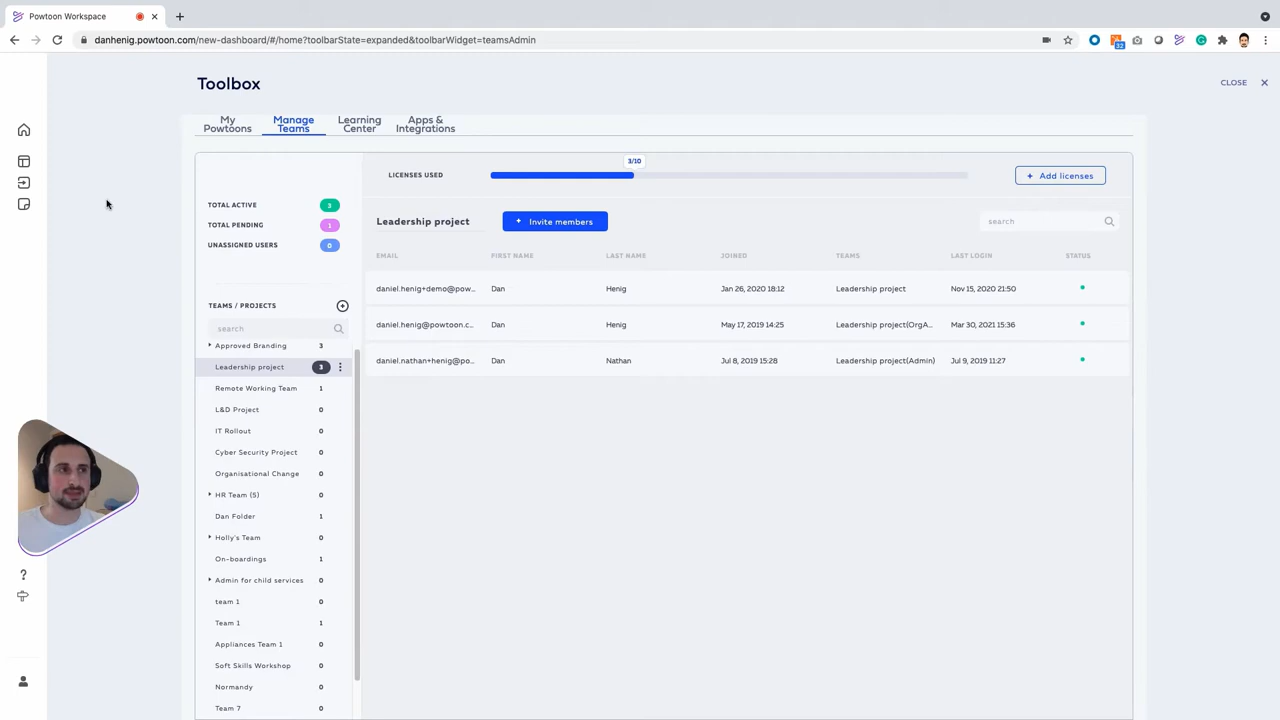 Powtoon Workspace
danhenig.powtoon.com/new-dashboard/#/home?toolbarState=expanded&toolbarWidget=teamsAdmin
32
Toolbox
CLOSE
My
Powtoons
Manage
Teams
Learning
Center
Apps &
Integrations
LICENSES USED
3/10
+ Add licenses
TOTAL ACTIVE 3
TOTAL PENDING 1
UNASSIGNED USERS 0
Leadership project
+ Invite members
search
EMAIL FIRST NAME LAST NAME JOINED TEAMS LAST LOGIN STATUS
daniel.henig+demo@pow... Dan Henig Jan 26, 2020 18:12 Leadership project Nov 15, 2020 21:50
daniel.henig@powtoon.c... Dan Henig May 17, 2019 14:25 Leadership project(OrgA... Mar 30, 2021 15:36
daniel.nathan+henig@po... Dan Nathan Jul 8, 2019 15:28 Leadership project(Admin) Jul 9, 2019 11:27
TEAMS / PROJECTS
search
Approved Branding 3
Leadership project 3
Remote Working Team 1
L&D Project 0
IT Rollout 0
Cyber Security Project 0
Organisational Change 0
HR Team (5) 0
Dan Folder 1
Holly's Team 0
On-boardings 1
Admin for child services 0
team 1 0
Team 1 1
Appliances Team 1 0
Soft Skills Workshop 0
Normandy 0
Team 7 0
?